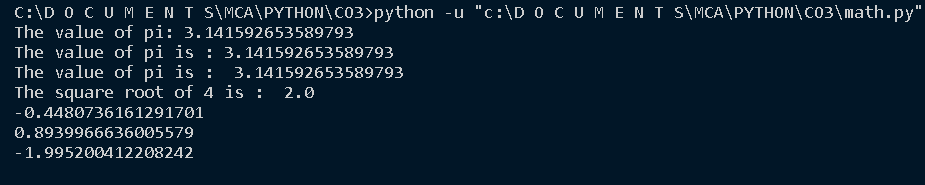 C:\D O C U M E N T S\MCA\PYTHON\CO3>python -u "c:\D O C U M E N T S\MCA\PYTHON\CO3\math.py"
The value of pi: 3.141592653589793
The value of pi is : 3.141592653589793
The value of pi is :  3.141592653589793
The square root of 4 is :  2.0
-0.4480736161291701
0.8939966636005579
-1.995200412208242